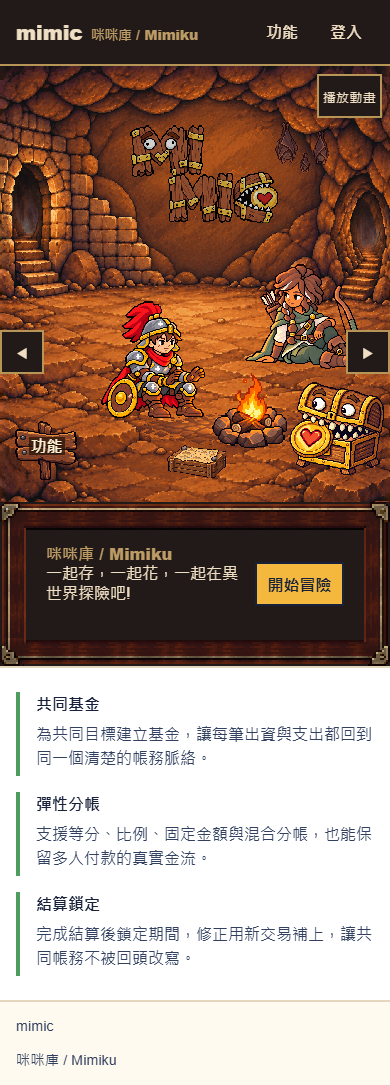 mimic 咪咪庫 / Mimiku 功能 登入
播放動畫
MIMIC
功能
咪咪庫 / Mimiku
一起存，一起花，一起在異
世界探險吧!
開始冒險
共同基金
為共同目標建立基金，讓每筆出資與支出都回到
同一個清楚的帳務脈絡。
彈性分帳
支援等分、比例、固定金額與混合分帳，也能保
留多人付款的真實金流。
結算鎖定
完成結算後鎖定期間，修正用新交易補上，讓共
同帳務不被回頭改寫。
mimic
咪咪庫 / Mimiku